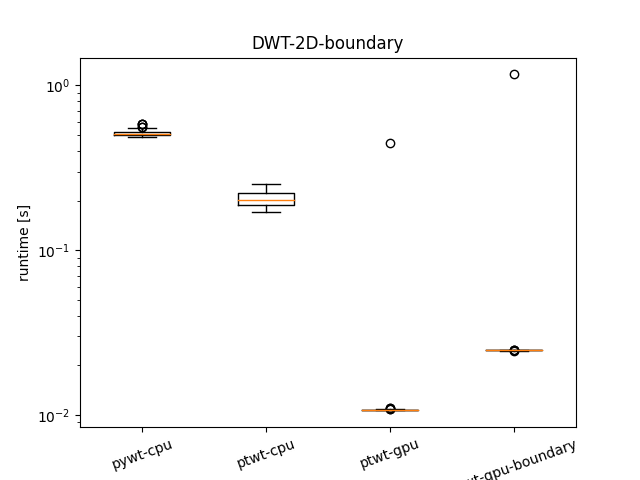 DWT-2D-boundary
10⁰
10⁻¹
10⁻²
runtime [s]
pywt-cpu
ptwt-cpu
ptwt-gpu
wt-gpu-boundary